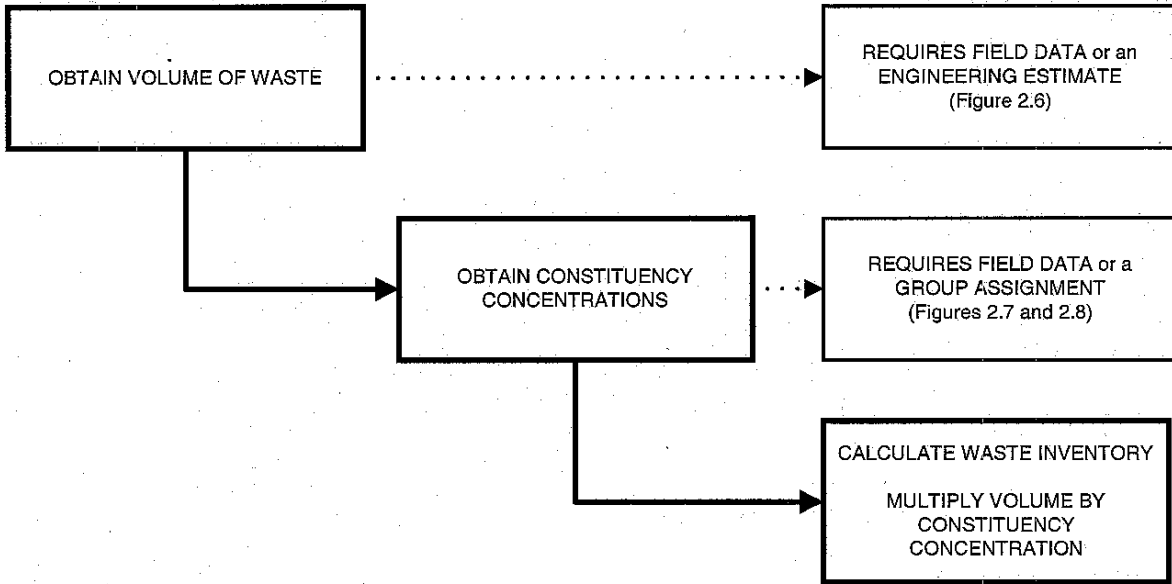 OBTAIN VOLUME OF WASTE
REQUIRES FIELD DATA or an
ENGINEERING ESTIMATE
(Figure 2.6)
OBTAIN CONSTITUENCY
CONCENTRATIONS
REQUIRES FIELD DATA or a
GROUP ASSIGNMENT
(Figures 2.7 and 2.8)
CALCULATE WASTE INVENTORY
MULTIPLY VOLUME BY
CONSTITUENCY
CONCENTRATION